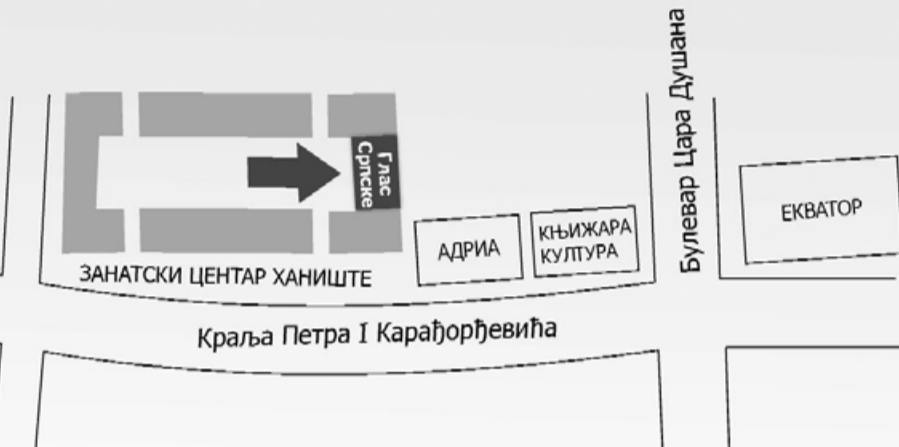 Глас
Српске
Булевар Цара Душана
ЕКВАТОР
АДРИА
КЊИЖАРА
КУЛТУРА
ЗАНАТСКИ ЦЕНТАР ХАНИШТЕ
Краља Петра I Карађорђевића